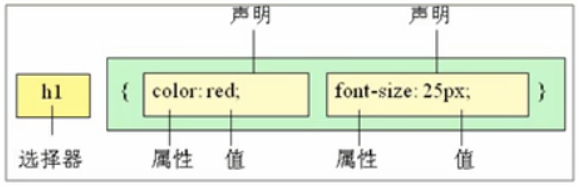 声明 声明
h1 { color: red; font-size: 25px; }
选择器 属性 值 属性 值